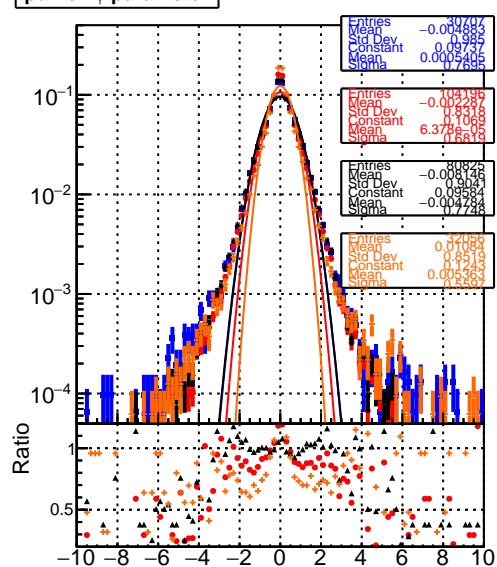 Entries 30707
Mean −0.004883
Std Dev 0.985
Constant 0.09737
Mean 0.0005405
Sigma 0.7695
Entries 104196
Mean −0.002287
Std Dev 0.8318
Constant 0.1069
Mean 6.378e−05
Sigma 0.6819
Entries 80825
Mean −0.008146
Std Dev 0.9041
Constant 0.09584
Mean −0.004784
Sigma 0.7748
Entries 32056
Mean 0.01084
Std Dev 0.8519
Constant 0.1243
Mean 0.005363
Sigma 0.5597
10−1
10−2
10−3
10−4
Ratio
1
0.5
−10 −8 −6 −4 −2 0 2 4 6 8 10